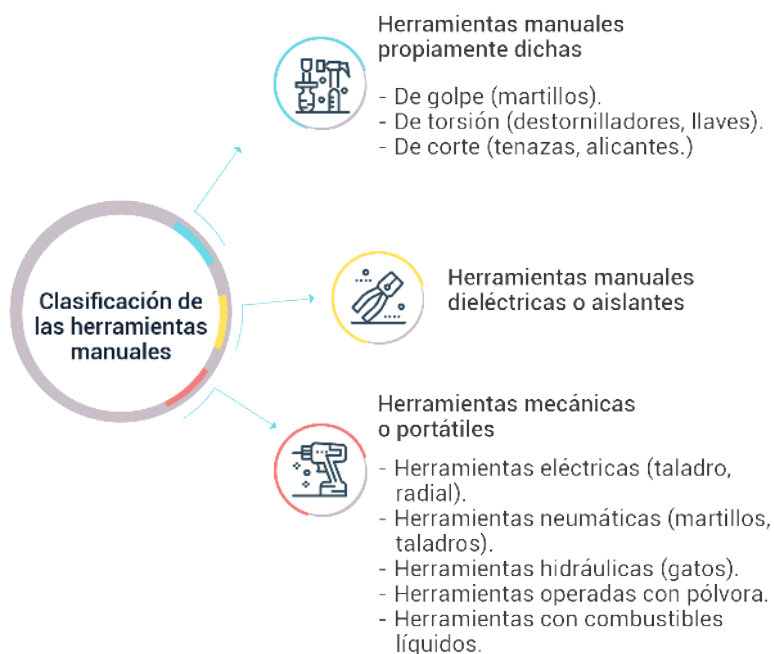 Herramientas manuales
propiamente dichas
- De golpe (martillos).
- De torsión (destornilladores, llaves).
- De corte (tenazas, alicantes.)
Clasificación de
las herramientas
manuales
Herramientas manuales
dieléctricas o aislantes
Herramientas mecánicas
o portátiles
- Herramientas eléctricas (taladro,
radial).
- Herramientas neumáticas (martillos,
taladros).
- Herramientas hidráulicas (gatos).
- Herramientas operadas con pólvora.
- Herramientas con combustibles
líquidos.